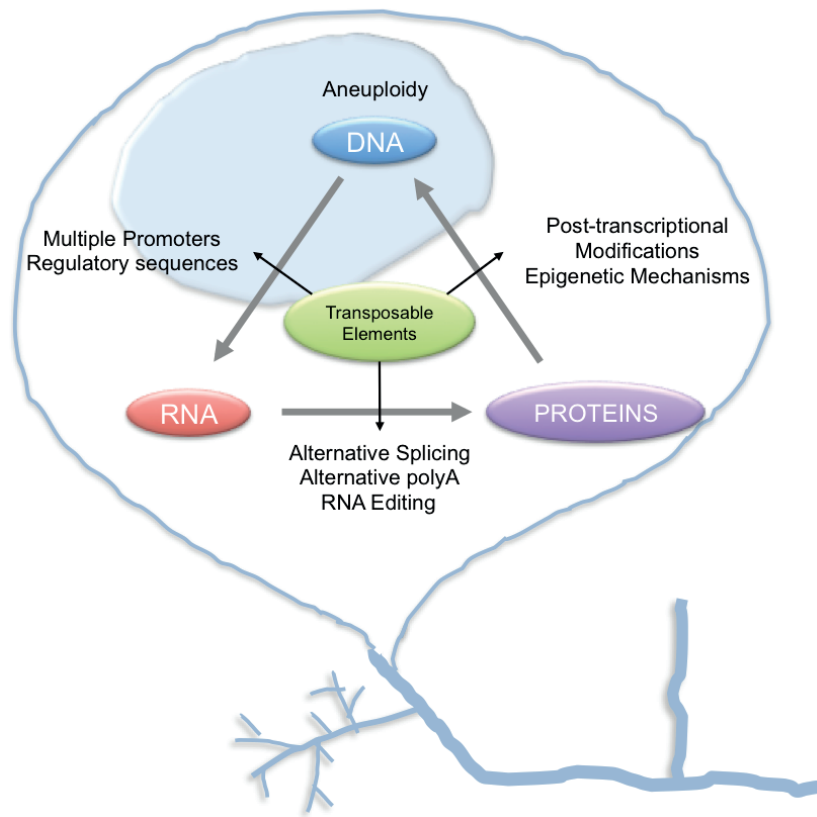 Aneuploidy
DNA
Multiple Promoters
Regulatory sequences
Post-transcriptional
Modifications
Epigenetic Mechanisms
Transposable
Elements
RNA
PROTEINS
Alternative Splicing
Alternative polyA
RNA Editing